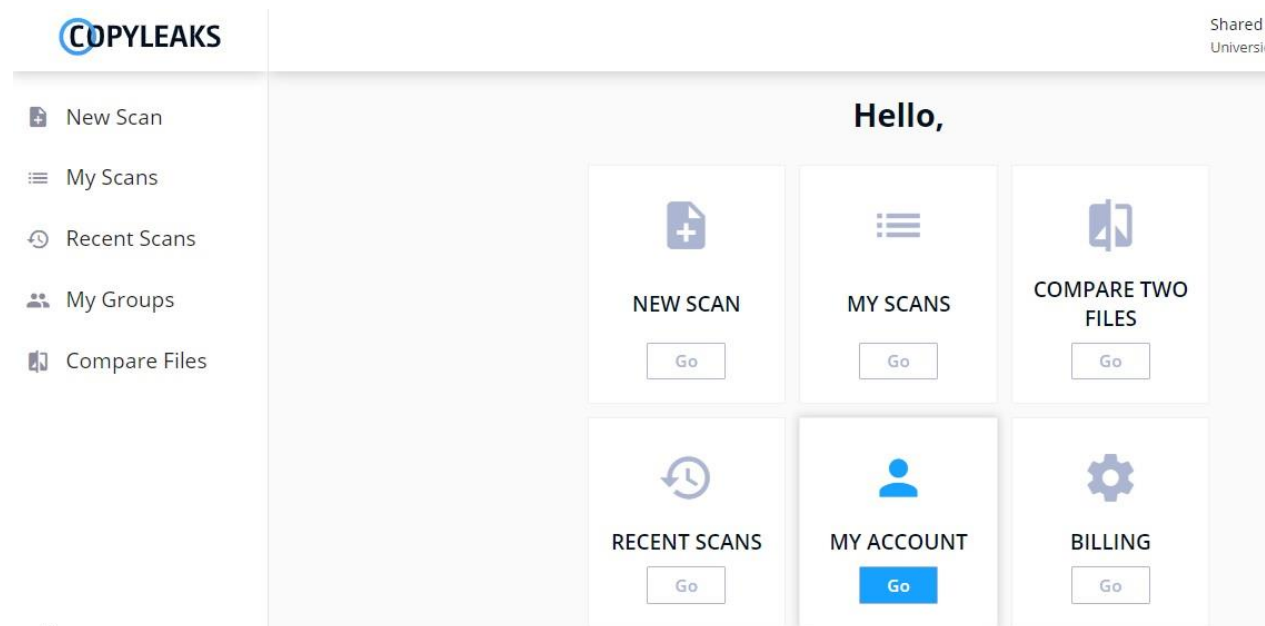 COPYLEAKS
Shared
New Scan
My Scans
Recent Scans
My Groups
Compare Files
Hello,
NEW SCAN
Go
MY SCANS
Go
COMPARE TWO
FILES
Go
RECENT SCANS
Go
MY ACCOUNT
Go
BILLING
Go